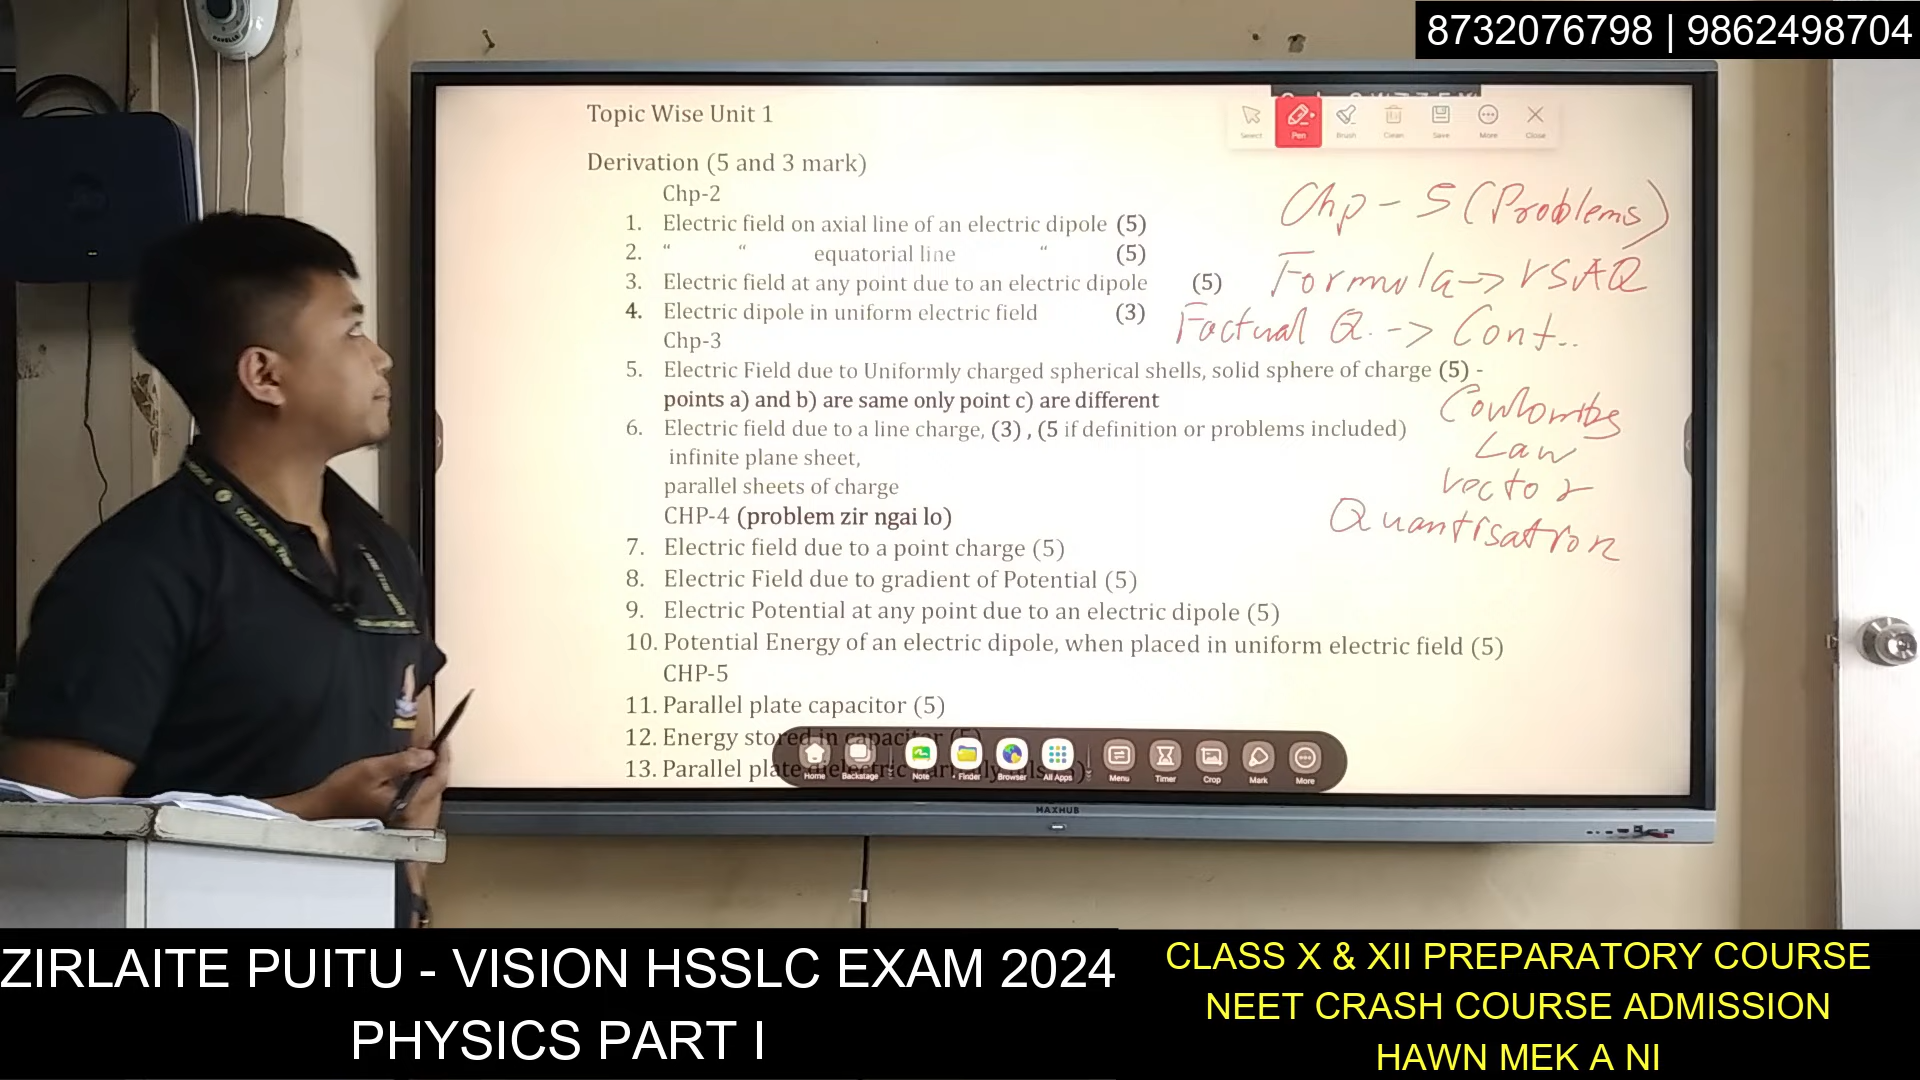 8732076798 | 9862498704
Topic Wise Unit 1
Select Pen Brush Clean Save More Close
Derivation (5 and 3 mark)
Chp-2
1. Electric field on axial line of an electric dipole (5)
2. “ “ equatorial line “ (5)
3. Electric field at any point due to an electric dipole (5)
4. Electric dipole in uniform electric field (3)
Chp-3
5. Electric Field due to Uniformly charged spherical shells, solid sphere of charge (5) -
points a) and b) are same only point c) are different
6. Electric field due to a line charge, (3) , (5 if definition or problems included)
infinite plane sheet,
parallel sheets of charge
CHP-4 (problem zir ngai lo)
7. Electric field due to a point charge (5)
8. Electric Field due to gradient of Potential (5)
9. Electric Potential at any point due to an electric dipole (5)
10. Potential Energy of an electric dipole, when placed in uniform electric field (5)
CHP-5
11. Parallel plate capacitor (5)
12. Energy stored in capacitor (5)
13. Parallel plate dielectric
Chp - 5 (Problems)
Formula -> VSAQ
Factual Q. -> Cont..
Coulombs
Law
vector
Quantisation
Home Backstage Note Finder Browser All Apps Menu Timer Crop Mark More
MAXHUB
ZIRLAITE PUITU - VISION HSSLC EXAM 2024
PHYSICS PART I
CLASS X & XII PREPARATORY COURSE
NEET CRASH COURSE ADMISSION
HAWN MEK A NI